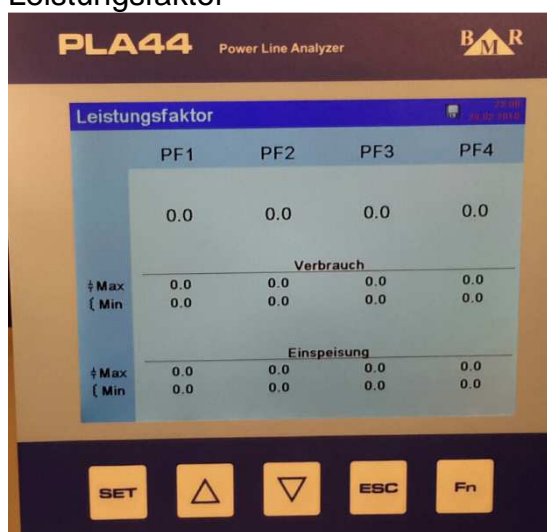 Leistungsfaktor
PLA44 Power Line Analyzer BMR
Leistungsfaktor
PF1 PF2 PF3 PF4
0.0 0.0 0.0 0.0
Verbrauch
Max 0.0 0.0 0.0 0.0
Min 0.0 0.0 0.0 0.0
Einspeisung
Max 0.0 0.0 0.0 0.0
Min 0.0 0.0 0.0 0.0
SET ESC Fn